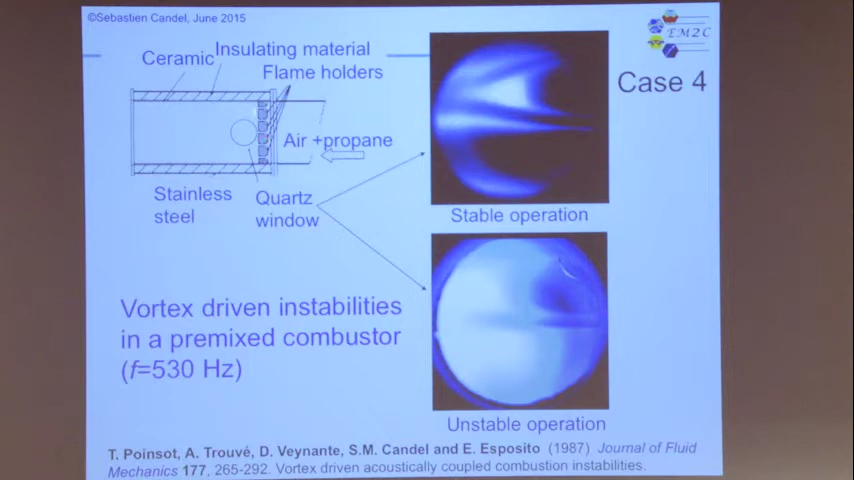 ©Sebastien Candel, June 2015
EM2C
Ceramic
Insulating material
Flame holders
Case 4
Air +propane
Stainless
steel
Quartz
window
Stable operation
Vortex driven instabilities
in a premixed combustor
(f=530 Hz)
Unstable operation
T. Poinsot, A. Trouvé, D. Veynante, S.M. Candel and E. Esposito (1987) Journal of Fluid
Mechanics 177, 265-292. Vortex driven acoustically coupled combustion instabilities.